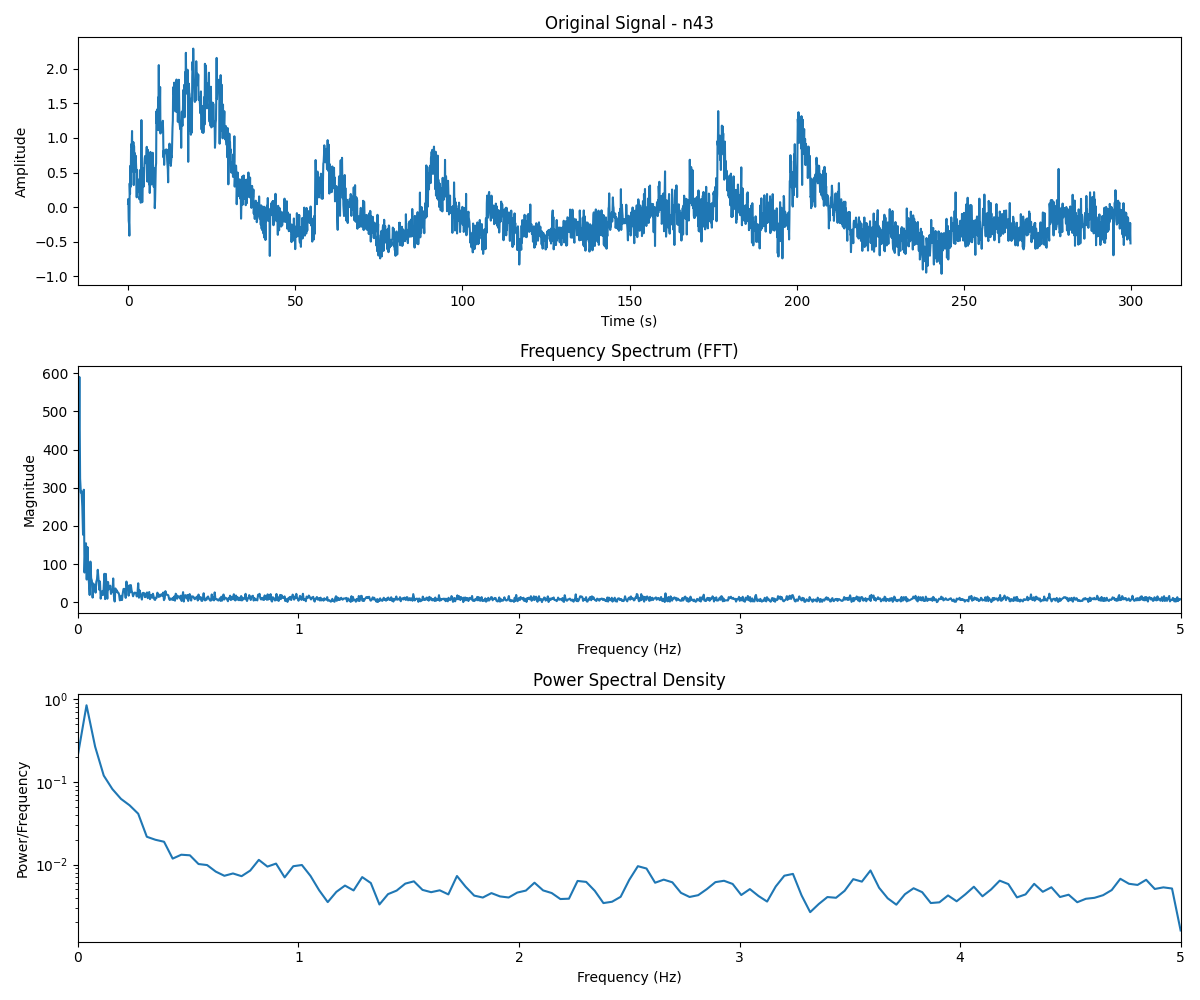 Original Signal - n43
Amplitude
2.0
1.5
1.0
0.5
0.0
−0.5
−1.0
0 50 100 150 200 250 300
Time (s)
Frequency Spectrum (FFT)
Magnitude
600
500
400
300
200
100
0
0 1 2 3 4 5
Frequency (Hz)
Power Spectral Density
Power/Frequency
10⁰
10⁻¹
10⁻²
0 1 2 3 4 5
Frequency (Hz)